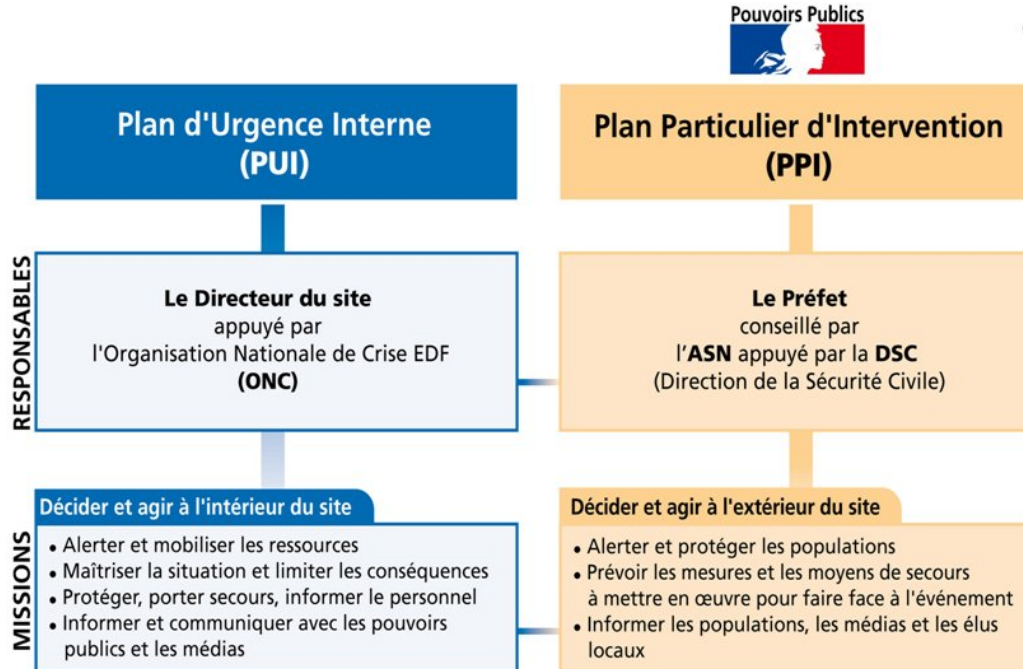 Pouvoirs Publics
Plan d'Urgence Interne
(PUI)
Plan Particulier d'Intervention
(PPI)
RESPONSABLES
Le Directeur du site
appuyé par
l'Organisation Nationale de Crise EDF
(ONC)
Le Préfet
conseillé par
l'ASN appuyé par la DSC
(Direction de la Sécurité Civile)
MISSIONS
Décider et agir à l'intérieur du site
• Alerter et mobiliser les ressources
• Maîtriser la situation et limiter les conséquences
• Protéger, porter secours, informer le personnel
• Informer et communiquer avec les pouvoirs
publics et les médias
Décider et agir à l'extérieur du site
• Alerter et protéger les populations
• Prévoir les mesures et les moyens de secours
à mettre en œuvre pour faire face à l'événement
• Informer les populations, les médias et les élus
locaux